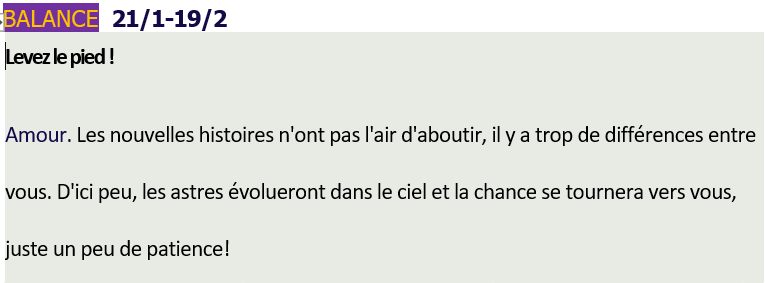 BALANCE 21/1-19/2
Levez le pied !
Amour. Les nouvelles histoires n'ont pas l'air d'aboutir, il y a trop de différences entre
vous. D'ici peu, les astres évolueront dans le ciel et la chance se tournera vers vous,
juste un peu de patience!